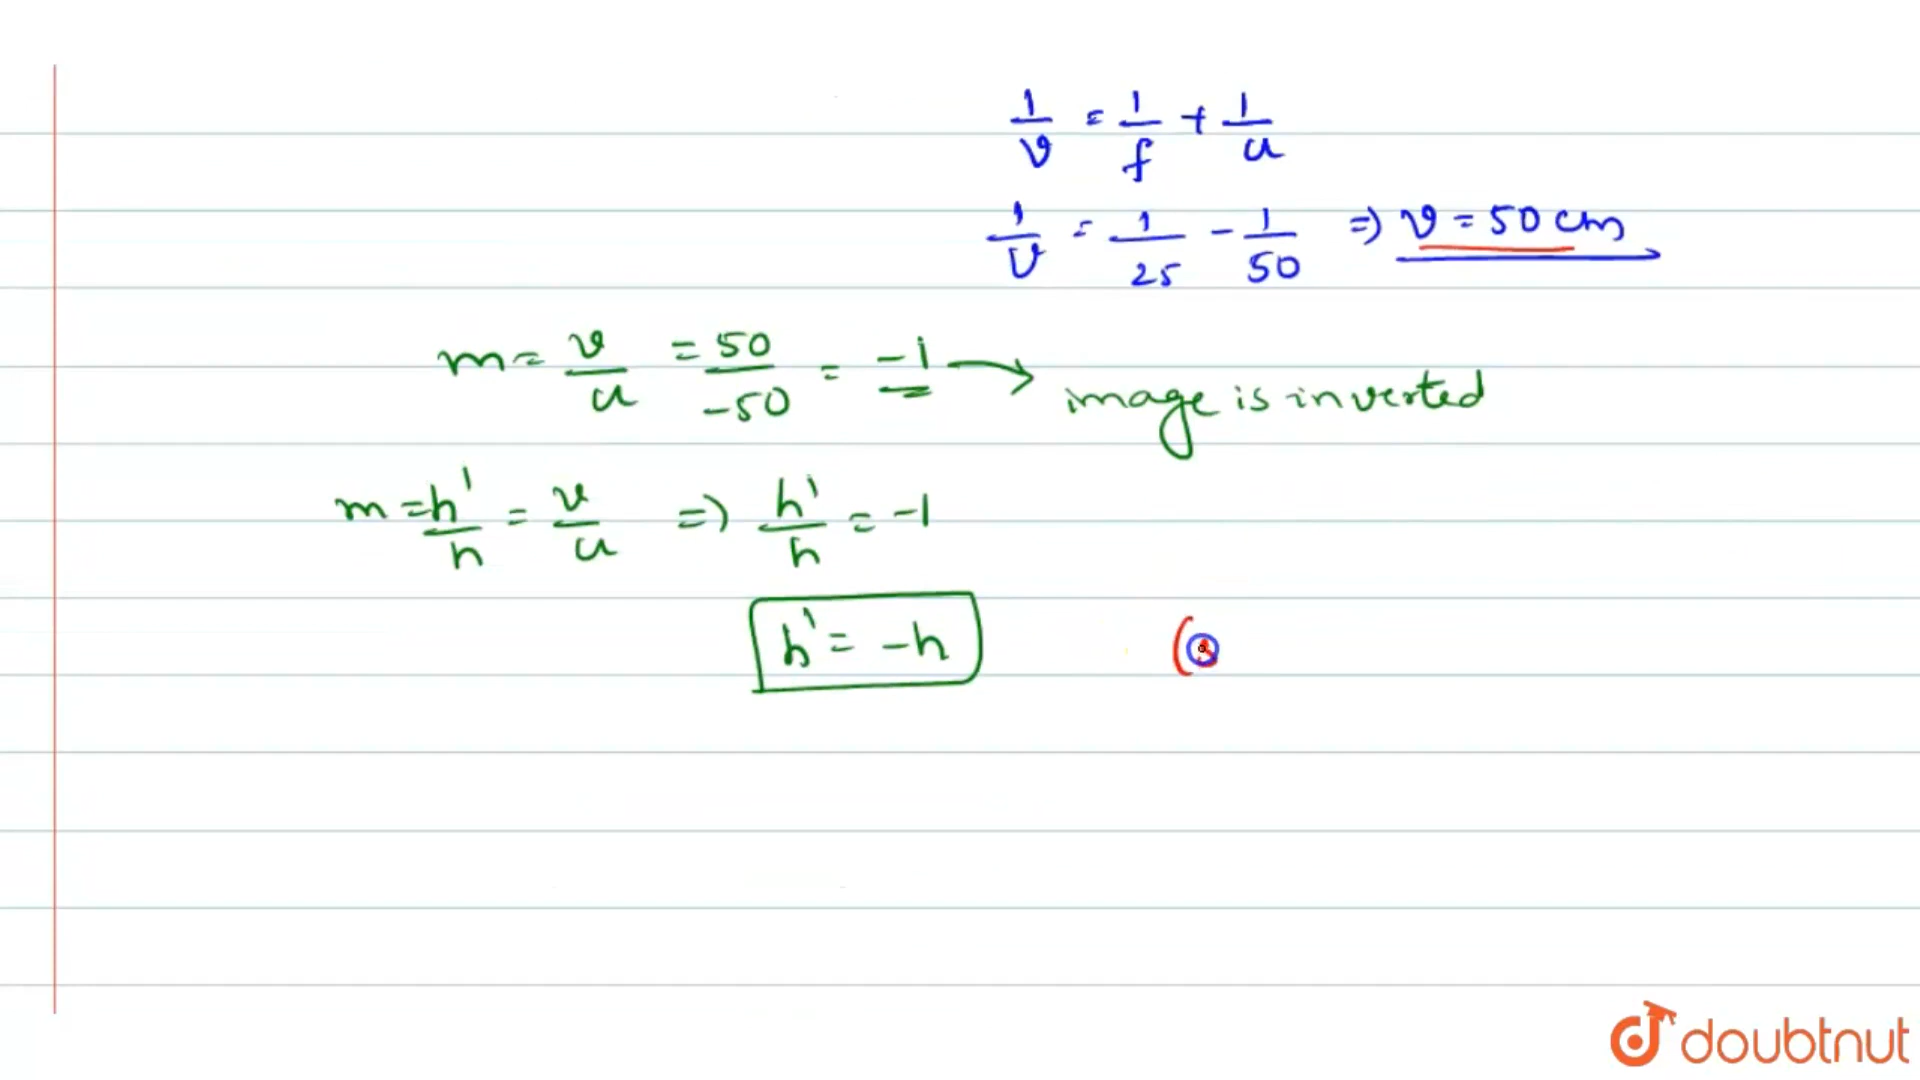 1/v = 1/f + 1/u
1/v = 1/25 - 1/50 => v = 50 cm
m = v/u = 50/-50 = -1 → image is inverted
m = h'/h = v/u => h'/h = -1
h' = -h
(
doubtnut